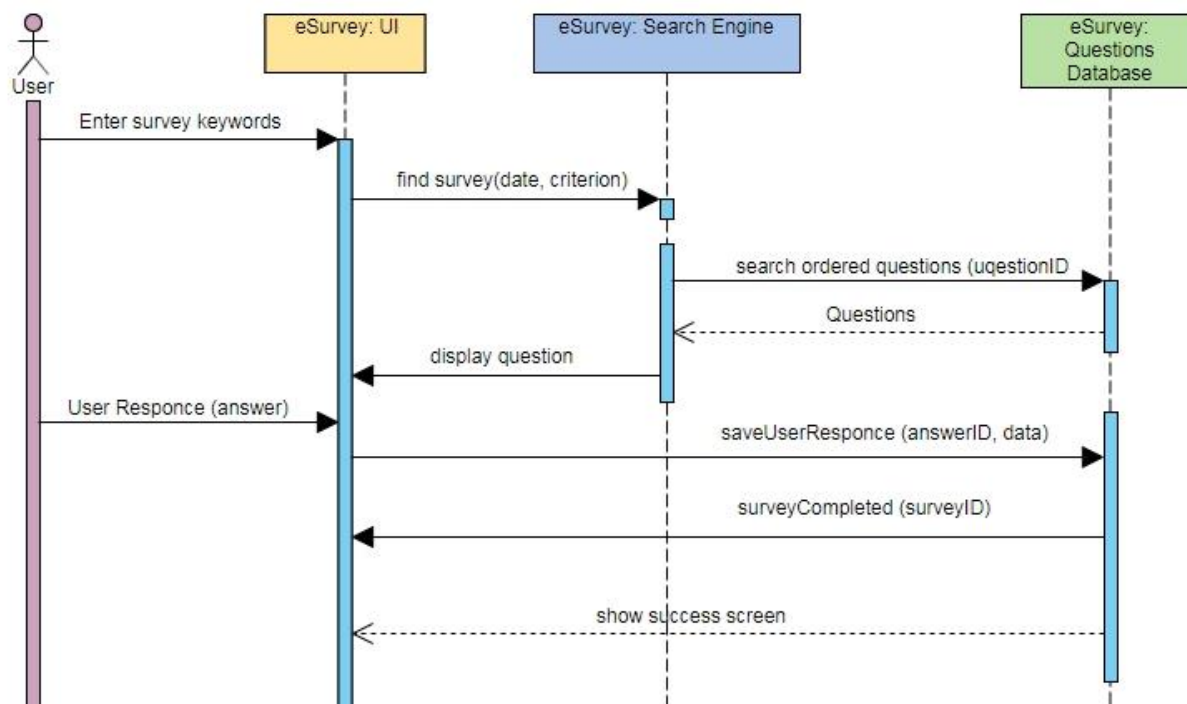 eSurvey: UI
eSurvey: Search Engine
eSurvey:
Questions
Database
User
Enter survey keywords
find survey(date, criterion)
search ordered questions (uqestionID
Questions
display question
User Responce (answer)
saveUserResponce (answerID, data)
surveyCompleted (surveyID)
show success screen